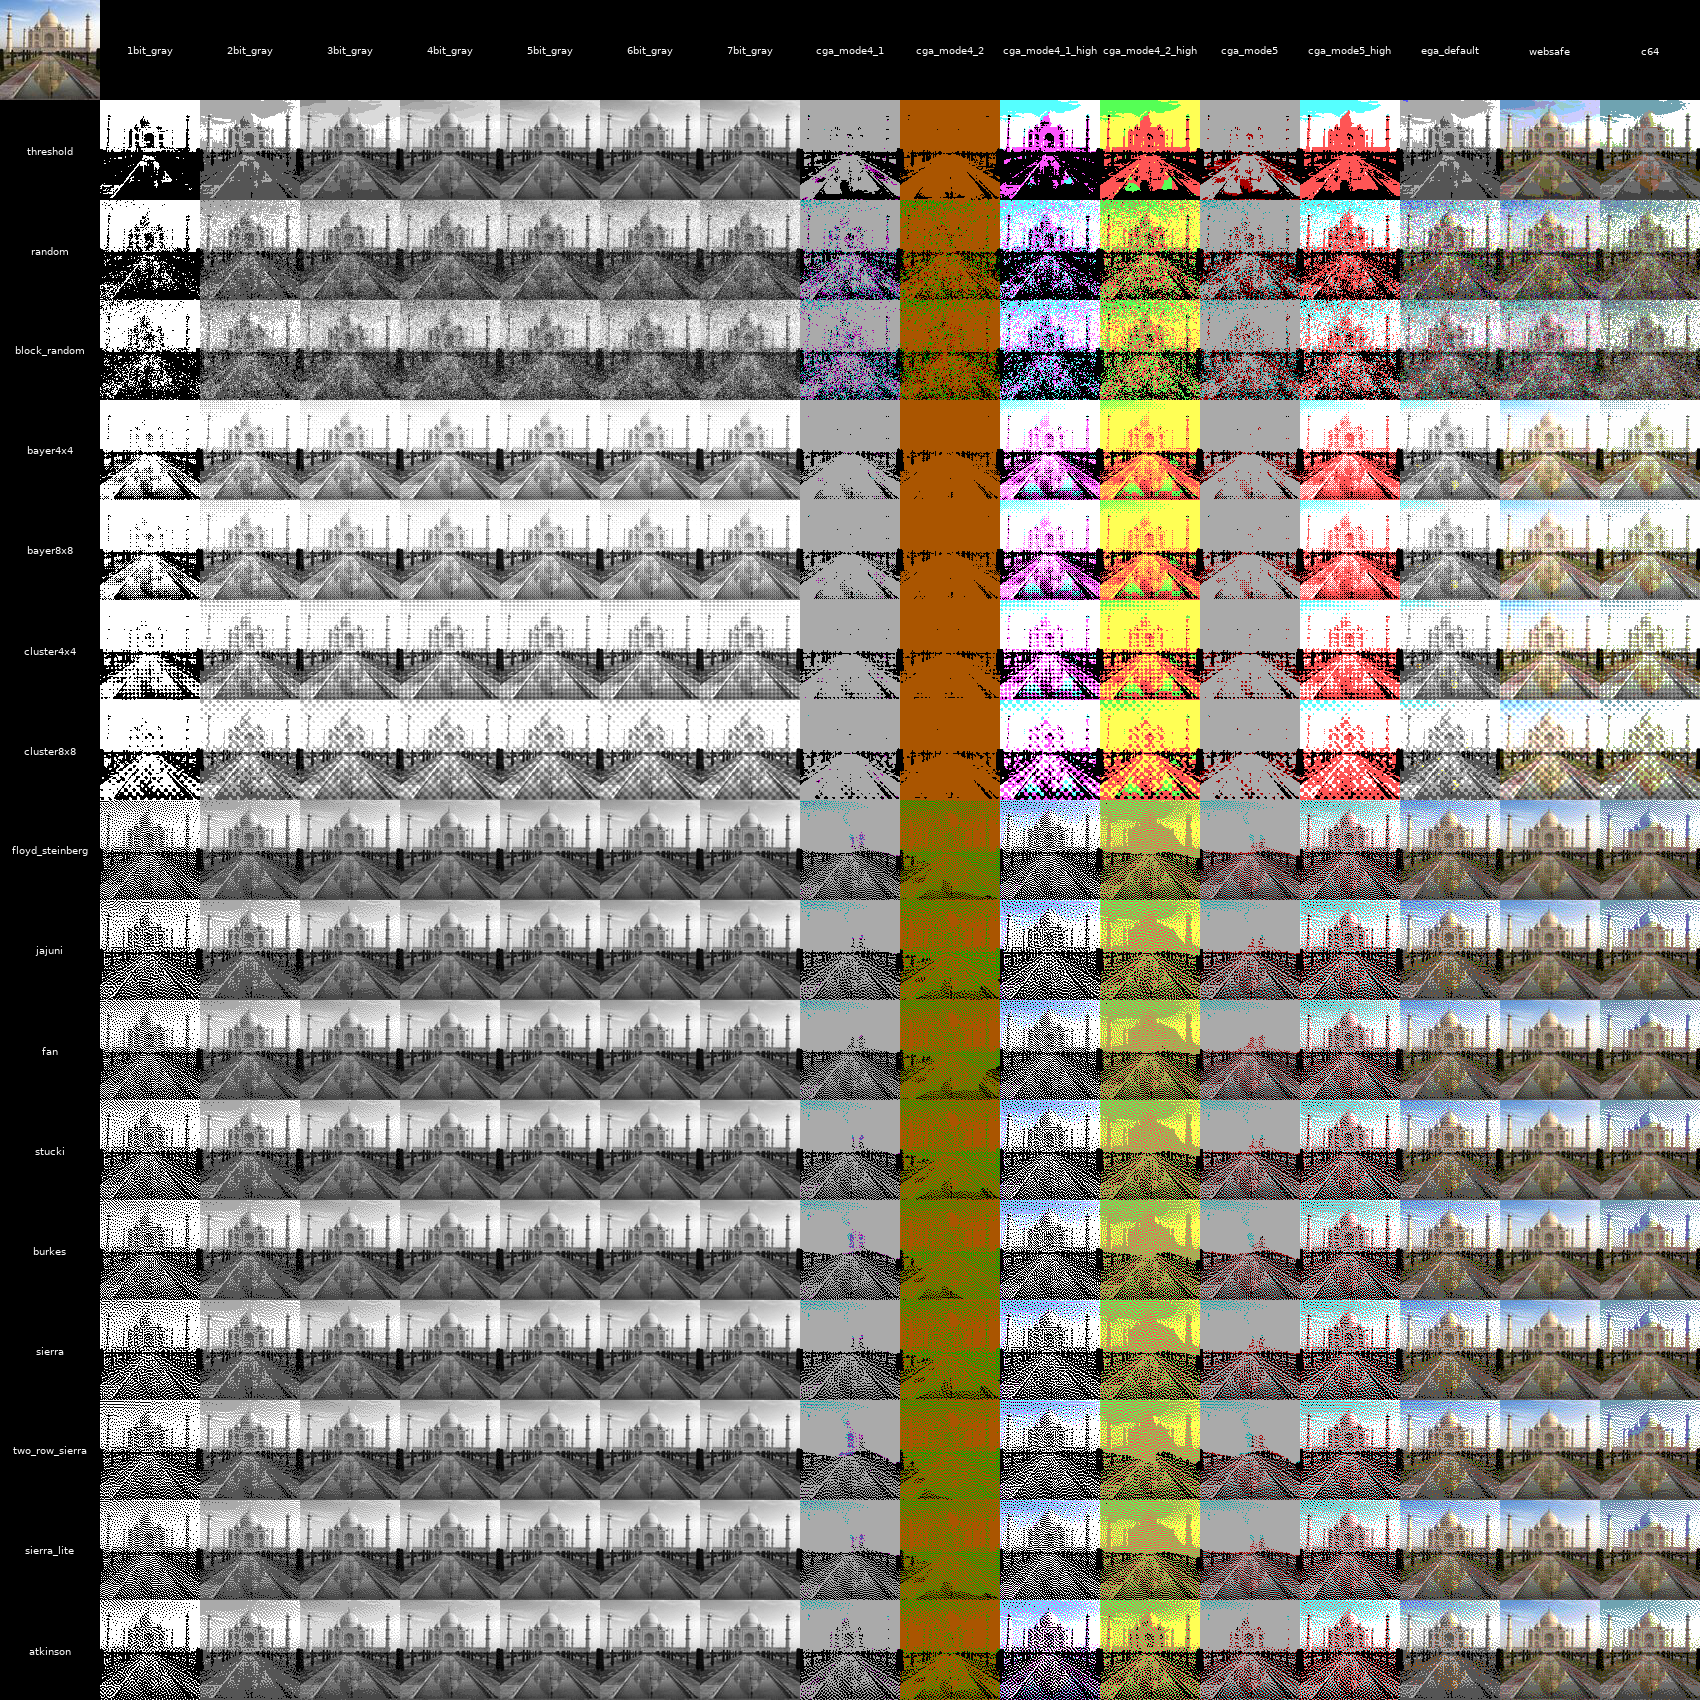 1bit_gray 2bit_gray 3bit_gray 4bit_gray 5bit_gray 6bit_gray 7bit_gray cga_mode4_1 cga_mode4_2 cga_mode4_1_high cga_mode4_2_high cga_mode5 cga_mode5_high ega_default websafe c64
threshold
random
block_random
bayer4x4
bayer8x8
cluster4x4
cluster8x8
floyd_steinberg
jajuni
fan
stucki
burkes
sierra
two_row_sierra
sierra_lite
atkinson